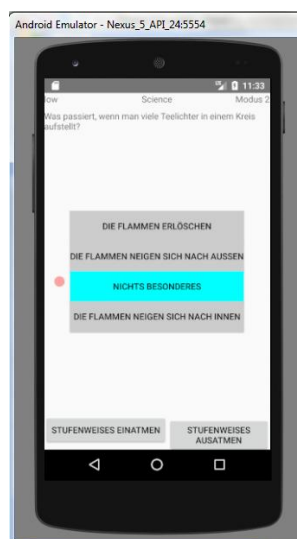 Android Emulator - Nexus_5_API_24:5554
11:33
low Science Modus 2
Was passiert, wenn man viele Teelichter in einem Kreis
aufstellt?
DIE FLAMMEN ERLÖSCHEN
DIE FLAMMEN NEIGEN SICH NACH AUSSEN
NICHTS BESONDERES
DIE FLAMMEN NEIGEN SICH NACH INNEN
STUFENWEISES EINATMEN
STUFENWEISES
AUSATMEN